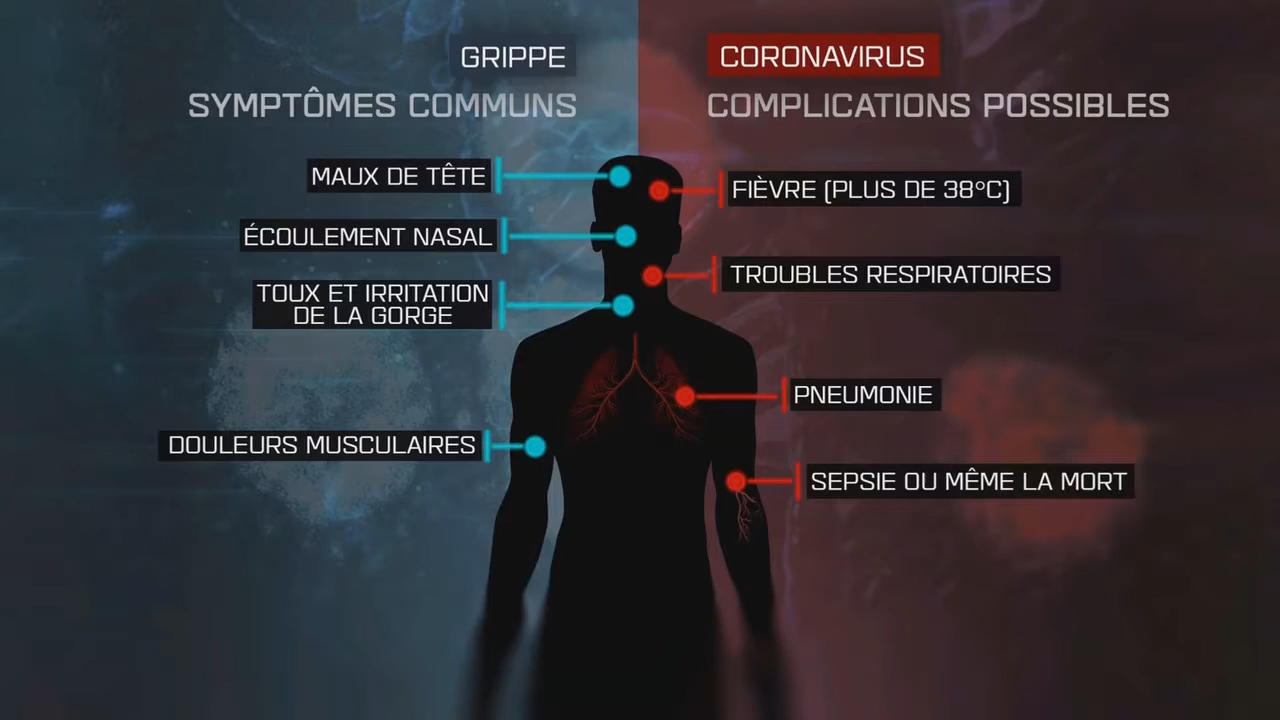 GRIPPE
SYMPTÔMES COMMUNS
MAUX DE TÊTE
ÉCOULEMENT NASAL
TOUX ET IRRITATION
DE LA GORGE
DOULEURS MUSCULAIRES
CORONAVIRUS
COMPLICATIONS POSSIBLES
FIÈVRE (PLUS DE 38°C)
TROUBLES RESPIRATOIRES
PNEUMONIE
SEPSIE OU MÊME LA MORT